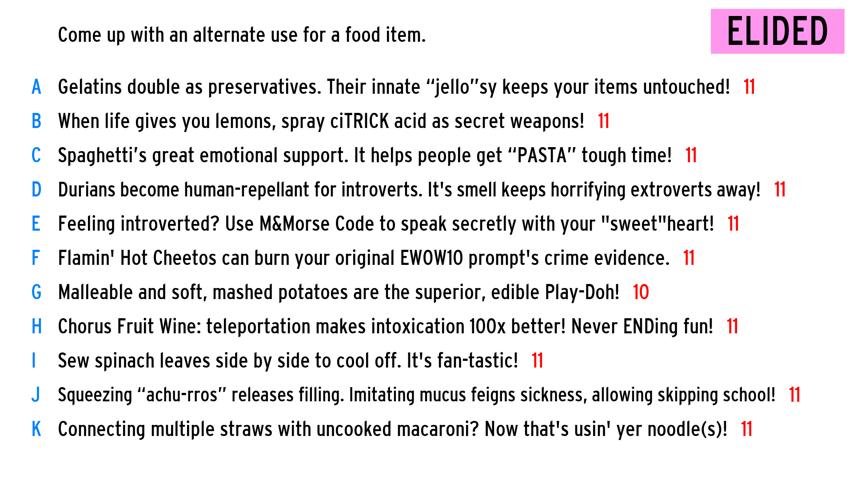 Come up with an alternate use for a food item.
ELIDED
A Gelatins double as preservatives. Their innate “jello”sy keeps your items untouched! 11
B When life gives you lemons, spray ciTRICK acid as secret weapons! 11
C Spaghetti’s great emotional support. It helps people get “PASTA” tough time! 11
D Durians become human-repellant for introverts. It's smell keeps horrifying extroverts away! 11
E Feeling introverted? Use M&Morse Code to speak secretly with your "sweet"heart! 11
F Flamin' Hot Cheetos can burn your original EWOW10 prompt's crime evidence. 11
G Malleable and soft, mashed potatoes are the superior, edible Play-Doh! 10
H Chorus Fruit Wine: teleportation makes intoxication 100x better! Never ENDing fun! 11
I Sew spinach leaves side by side to cool off. It's fan-tastic! 11
J Squeezing “achu-rros” releases filling. Imitating mucus feigns sickness, allowing skipping school! 11
K Connecting multiple straws with uncooked macaroni? Now that's usin' yer noodle(s)! 11